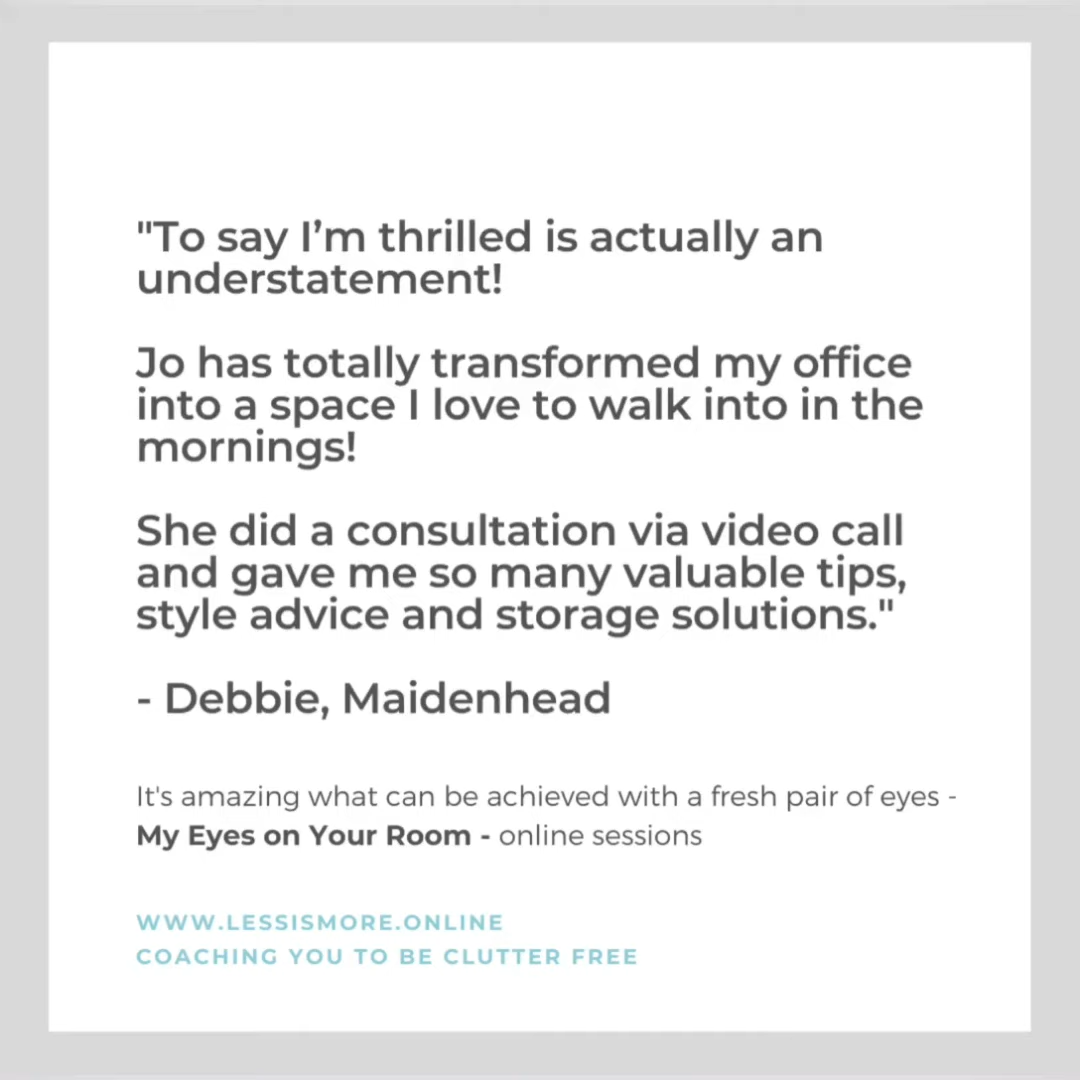 "To say I’m thrilled is actually an
understatement!
Jo has totally transformed my office
into a space I love to walk into in the
mornings!
She did a consultation via video call
and gave me so many valuable tips,
style advice and storage solutions."
- Debbie, Maidenhead
It's amazing what can be achieved with a fresh pair of eyes -
My Eyes on Your Room - online sessions
WWW.LESSISMORE.ONLINE
COACHING YOU TO BE CLUTTER FREE